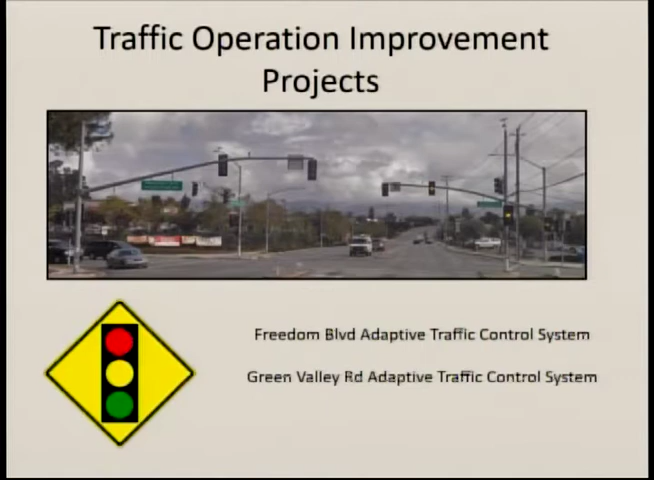 Traffic Operation Improvement
Projects
Freedom Blvd Adaptive Traffic Control System
Green Valley Rd Adaptive Traffic Control System